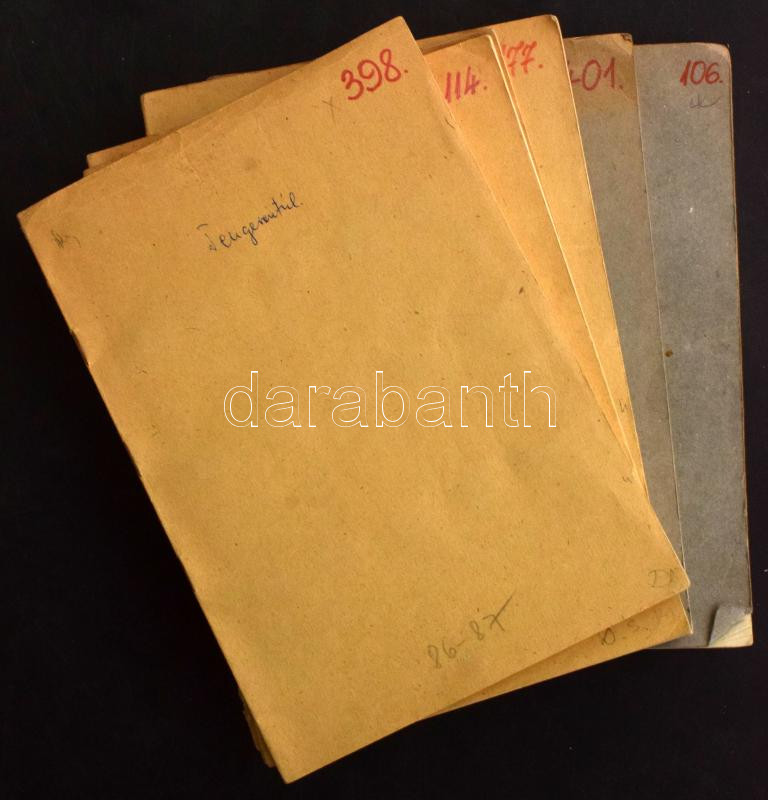 398.
114.
77.
01.
106.
Tengerentúl.
darabanth
86-87
D. S.